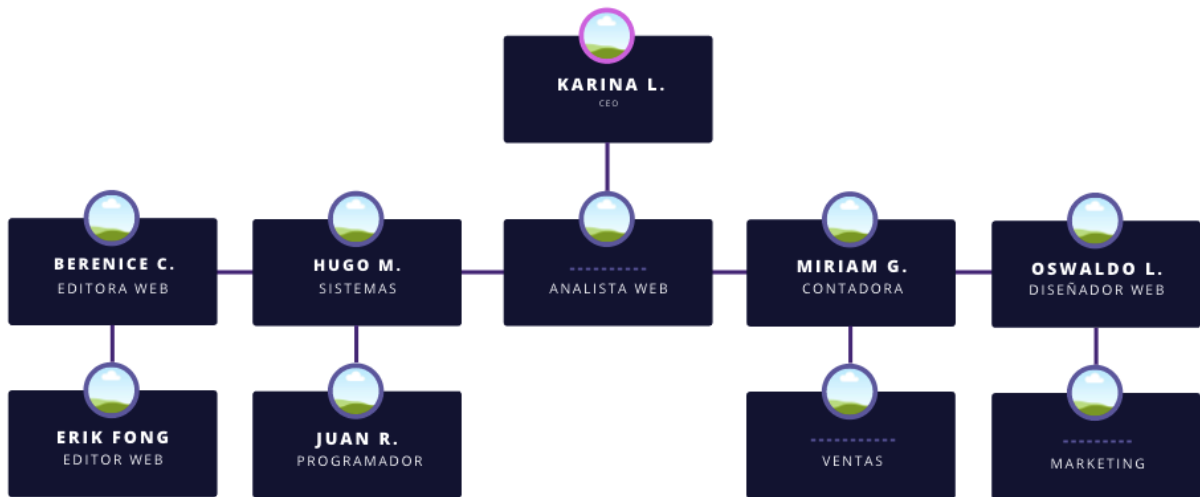 KARINA L.
CEO
BERENICE C.
EDITORA WEB
HUGO M.
SISTEMAS
----------
ANALISTA WEB
MIRIAM G.
CONTADORA
OSWALDO L.
DISEÑADOR WEB
ERIK FONG
EDITOR WEB
JUAN R.
PROGRAMADOR
-----------
VENTAS
---------
MARKETING